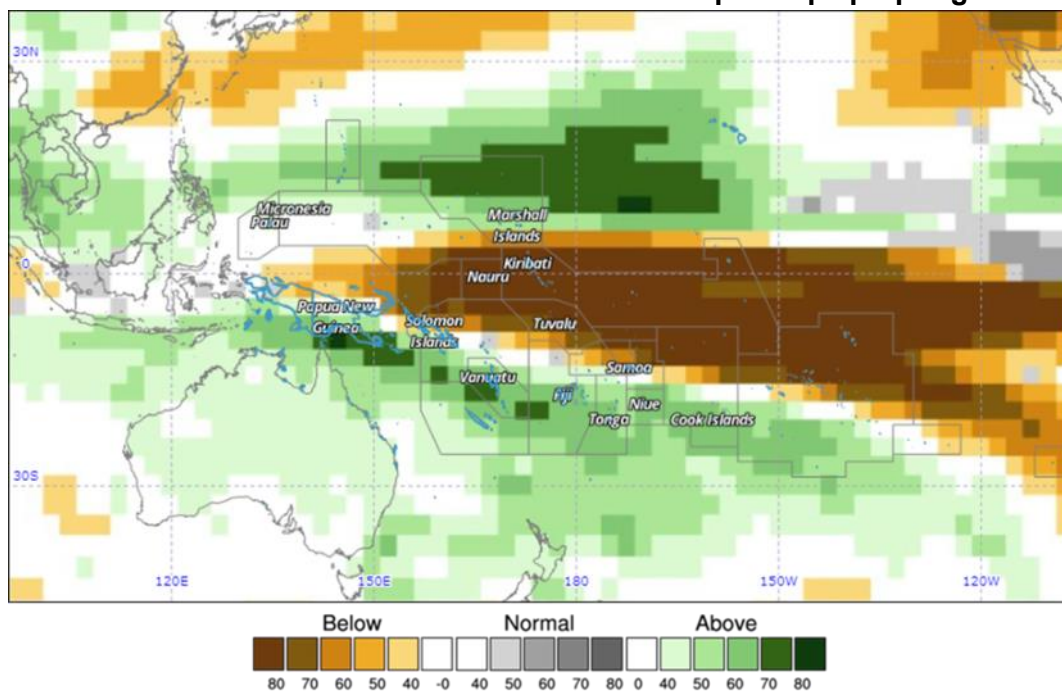 30N
Micronesia
Palau
Marshall
Islands
0
Kiribati
Nauru
Papua New
Guinea
Solomon
Islands
Tuvalu
Samoa
Vanuatu
Fiji
Niue
Tonga
Cook Islands
30S
120E 150E 180 150W 120W
Below Normal Above
80 70 60 50 40 -0 40 50 60 70 80 0 40 50 60 70 80